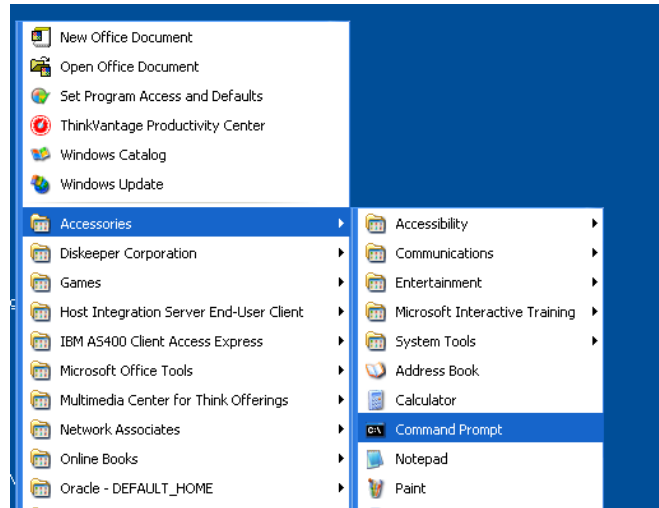 New Office Document
Open Office Document
Set Program Access and Defaults
ThinkVantage Productivity Center
Windows Catalog
Windows Update
Accessories
Diskeeper Corporation
Games
Host Integration Server End-User Client
IBM AS400 Client Access Express
Microsoft Office Tools
Multimedia Center for Think Offerings
Network Associates
Online Books
Oracle - DEFAULT_HOME
Accessibility
Communications
Entertainment
Microsoft Interactive Training
System Tools
Address Book
Calculator
C:\
Command Prompt
Notepad
Paint